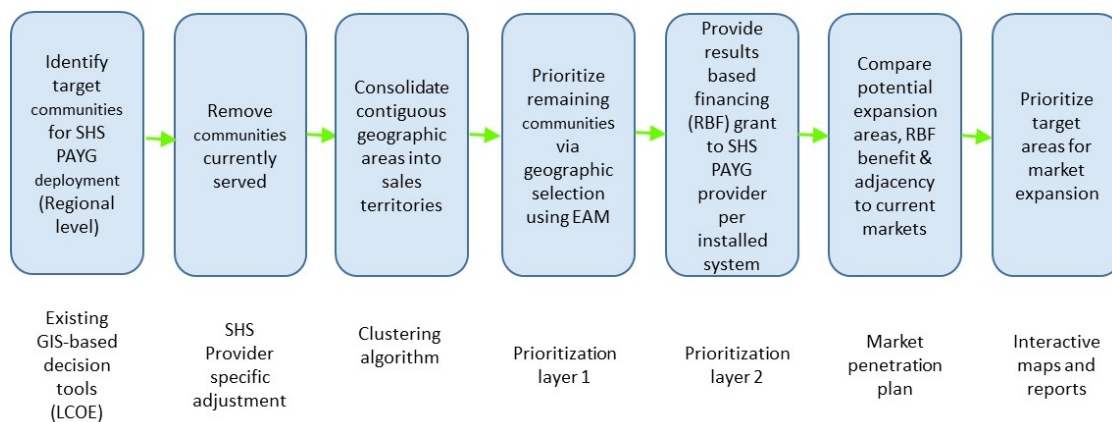 Identify
target
communities
for SHS
PAYG
deployment
(Regional
level)
Remove
communities
currently
served
Consolidate
contiguous
geographic
areas into
sales
territories
Prioritize
remaining
communities
via
geographic
selection
using EAM
Provide
results
based
financing
(RBF) grant
to SHS
PAYG
provider
per
installed
system
Compare
potential
expansion
areas, RBF
benefit &
adjacency
to current
markets
Prioritize
target
areas for
market
expansion
Existing
GIS-based
decision
tools
(LCOE)
SHS
Provider
specific
adjustment
Clustering
algorithm
Prioritization
layer 1
Prioritization
layer 2
Market
penetration
plan
Interactive
maps and
reports